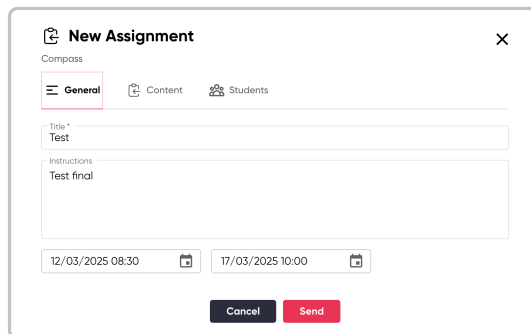 New Assignment
Compass
General Content Students
Title *
Test
Instructions
Test final
12/03/2025 08:30 17/03/2025 10:00
Cancel Send